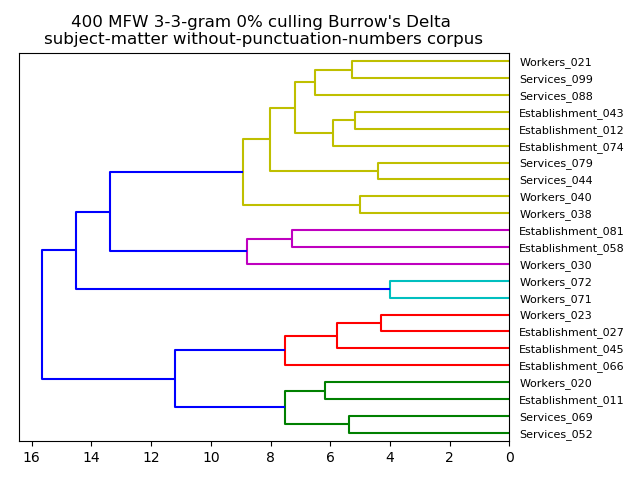 400 MFW 3-3-gram 0% culling Burrow's Delta
subject-matter without-punctuation-numbers corpus
Workers_021
Services_099
Services_088
Establishment_043
Establishment_012
Establishment_074
Services_079
Services_044
Workers_040
Workers_038
Establishment_081
Establishment_058
Workers_030
Workers_072
Workers_071
Workers_023
Establishment_027
Establishment_045
Establishment_066
Workers_020
Establishment_011
Services_069
Services_052
16 14 12 10 8 6 4 2 0